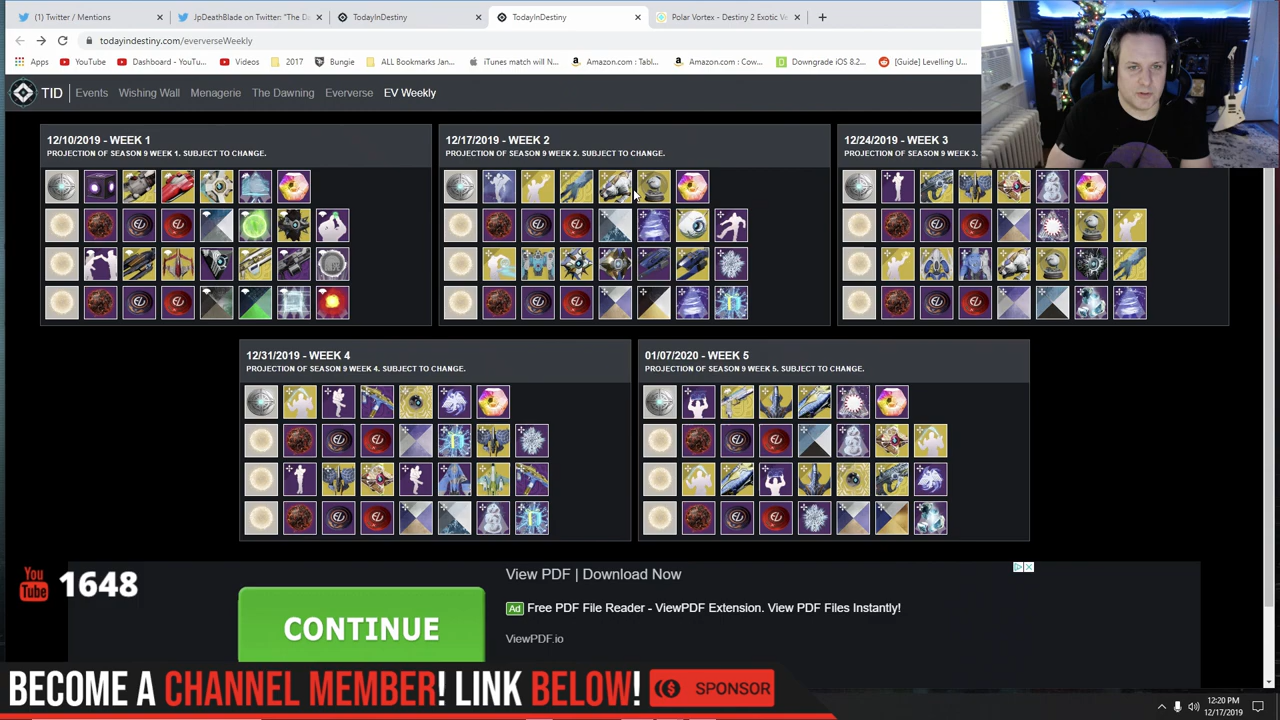 (1) Twitter / Mentions
JpDeathBlade on Twitter: "The Da
TodayInDestiny
TodayInDestiny
Polar Vortex - Destiny 2 Exotic W
todayindestiny.com/eververseWeekly
Apps
YouTube
Dashboard - YouTu...
Videos
2017
Bungie
ALL Bookmarks Jan...
iTunes match will N...
Amazon.com : Tabl...
Amazon.com : Cow...
Downgrade iOS 8.2...
[Guide] Levelling U...
TID
Events
Wishing Wall
Menagerie
The Dawning
Eververse
EV Weekly
12/10/2019 - WEEK 1
PROJECTION OF SEASON 9 WEEK 1. SUBJECT TO CHANGE.
12/17/2019 - WEEK 2
PROJECTION OF SEASON 9 WEEK 2. SUBJECT TO CHANGE.
12/24/2019 - WEEK 3
PROJECTION OF SEASON 9 WEEK 3.
12/31/2019 - WEEK 4
PROJECTION OF SEASON 9 WEEK 4. SUBJECT TO CHANGE.
01/07/2020 - WEEK 5
PROJECTION OF SEASON 9 WEEK 5. SUBJECT TO CHANGE.
View PDF | Download Now
CONTINUE
Ad Free PDF File Reader - ViewPDF Extension. View PDF Files Instantly!
ViewPDF.io
You Tube 1648
BECOME A CHANNEL MEMBER! LINK BELOW!
SPONSOR
12:20 PM
12/17/2019